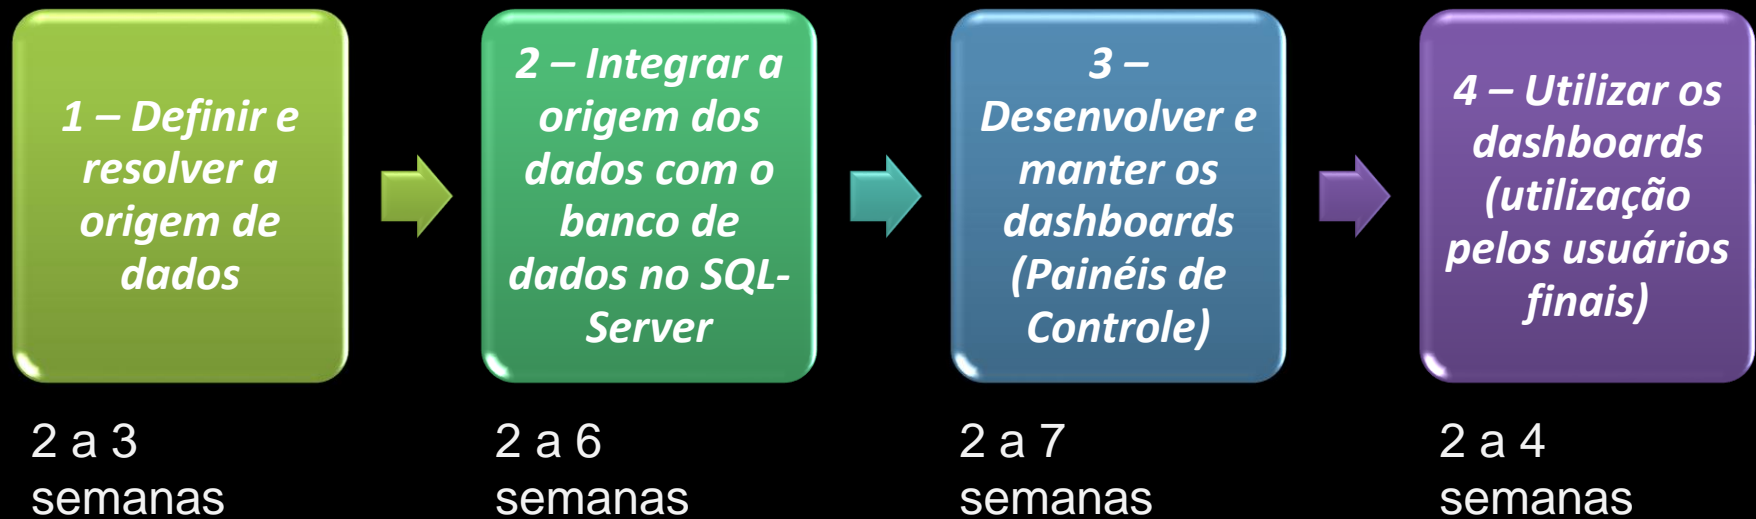 1 – Definir e
resolver a
origem de
dados
2 – Integrar a
origem dos
dados com o
banco de
dados no SQL-
Server
3 –
Desenvolver e
manter os
dashboards
(Painéis de
Controle)
4 – Utilizar os
dashboards
(utilização
pelos usuários
finais)
2 a 3
semanas
2 a 6
semanas
2 a 7
semanas
2 a 4
semanas